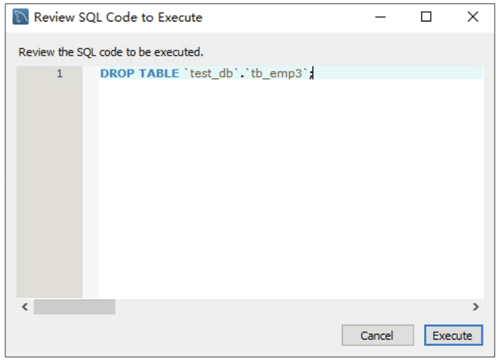 Review SQL Code to Execute
Review the SQL code to be executed.
1 DROP TABLE `test_db`.`tb_emp3`;
Cancel Execute